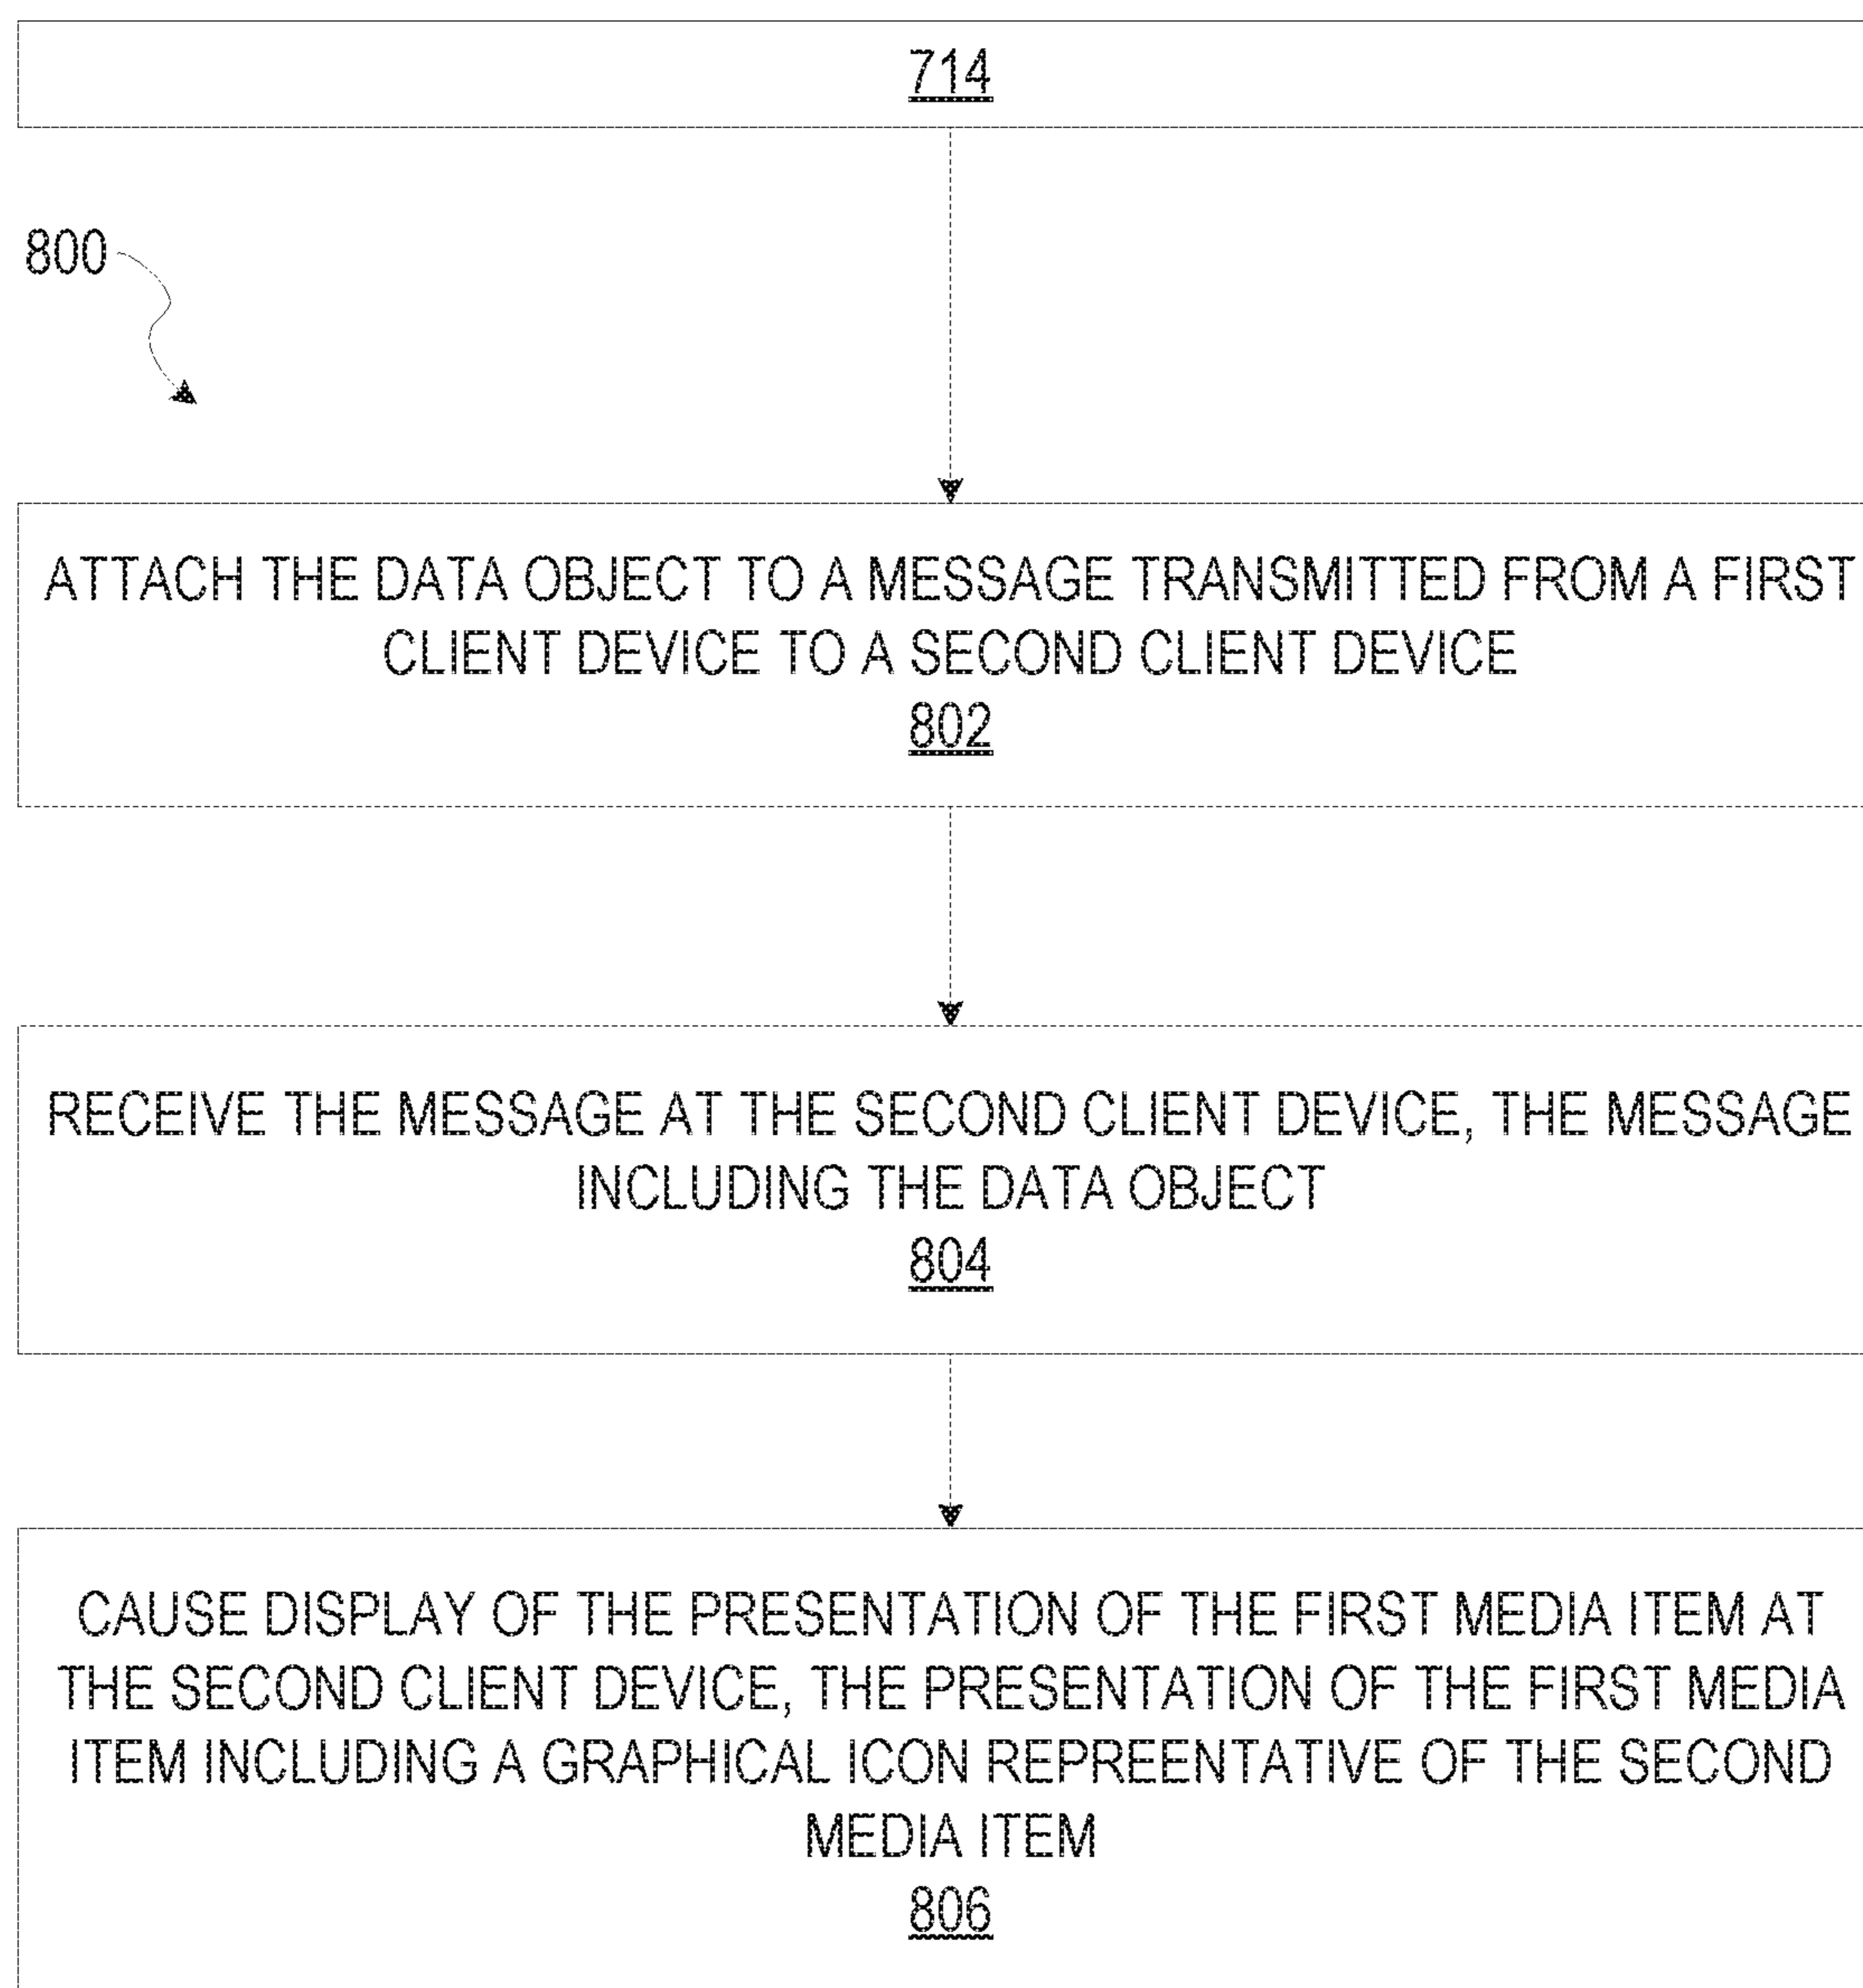 714
800
ATTACH THE DATA OBJECT TO A MESSAGE TRANSMITTED FROM A FIRST
CLIENT DEVICE TO A SECOND CLIENT DEVICE
802
RECEIVE THE MESSAGE AT THE SECOND CLIENT DEVICE, THE MESSAGE
INCLUDING THE DATA OBJECT
804
CAUSE DISPLAY OF THE PRESENTATION OF THE FIRST MEDIA ITEM AT
THE SECOND CLIENT DEVICE, THE PRESENTATION OF THE FIRST MEDIA
ITEM INCLUDING A GRAPHICAL ICON REPREENTATIVE OF THE SECOND
MEDIA ITEM
806